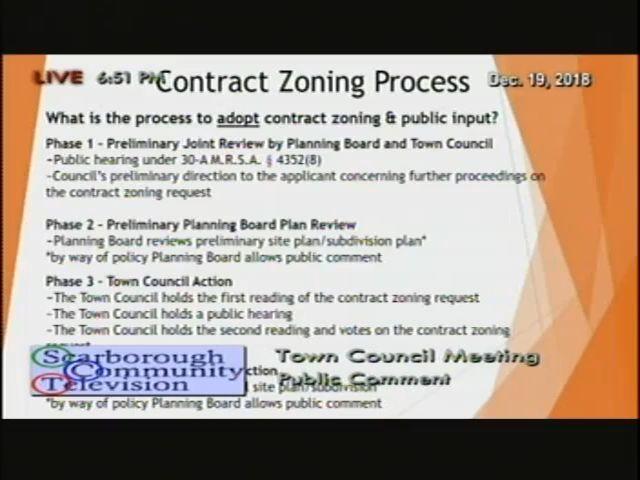 LIVE 6:51 PM Contract Zoning Process Dec. 19, 2018
What is the process to adopt contract zoning & public input?
Phase 1 - Preliminary Joint Review by Planning Board and Town Council
-Public hearing under 30-A M.R.S.A. § 4352(8)
-Council's preliminary direction to the applicant concerning further proceedings on
the contract zoning request
Phase 2 - Preliminary Planning Board Plan Review
-Planning Board reviews preliminary site plan/subdivision plan*
*by way of policy Planning Board allows public comment
Phase 3 - Town Council Action
-The Town Council holds the first reading of the contract zoning request
-The Town Council holds a public hearing
-The Town Council holds the second reading and votes on the contract zoning
Scarborough
Community
Television
Town Council Meeting
Public Comment
site plan/subdivision
*by way of policy Planning Board allows public comment